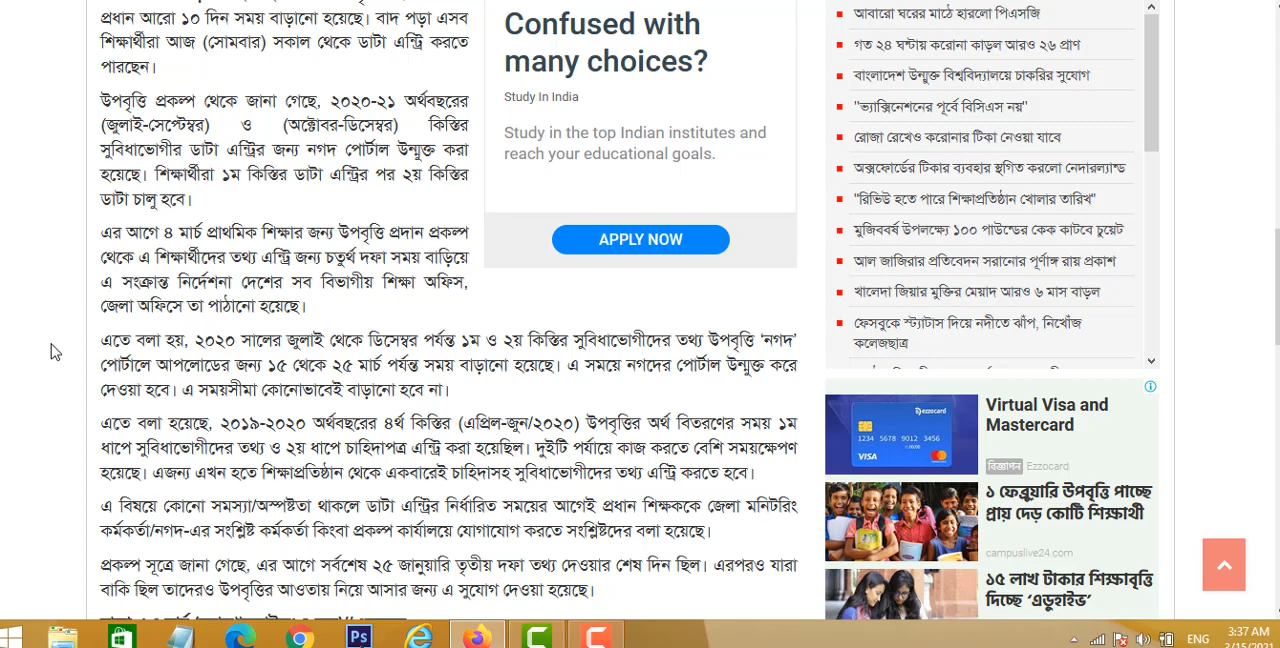 প্রধান আরো ১০ দিন সময় বাড়ানো হয়েছে। বাদ পড়া এসব
শিক্ষার্থীরা আজ (সোমবার) সকাল থেকে ডাটা এন্ট্রি করতে
পারছেন।
উপবৃত্তি প্রকল্প থেকে জানা গেছে, ২০২০-২১ অর্থবছরের
(জুলাই-সেপ্টেম্বর) ও (অক্টোবর-ডিসেম্বর) কিস্তির
সুবিধাভোগীর ডাটা এন্ট্রির জন্য নগদ পোর্টাল উন্মুক্ত করা
হয়েছে। শিক্ষার্থীরা ১ম কিস্তির ডাটা এন্ট্রির পর ২য় কিস্তির
ডাটা চালু হবে।
এর আগে ৪ মার্চ প্রাথমিক শিক্ষার জন্য উপবৃত্তি প্রদান প্রকল্প
থেকে এ শিক্ষার্থীদের তথ্য এন্ট্রি জন্য চতুর্থ দফা সময় বাড়িয়ে
এ সংক্রান্ত নির্দেশনা দেশের সব বিভাগীয় শিক্ষা অফিস,
জেলা অফিসে তা পাঠানো হয়েছে।
এতে বলা হয়, ২০২০ সালের জুলাই থেকে ডিসেম্বর পর্যন্ত ১ম ও ২য় কিস্তির সুবিধাভোগীদের তথ্য উপবৃত্তি ‘নগদ’
পোর্টালে আপলোডের জন্য ১৫ থেকে ২৫ মার্চ পর্যন্ত সময় বাড়ানো হয়েছে। এ সময়ে নগদের পোর্টাল উন্মুক্ত করে
দেওয়া হবে। এ সময়সীমা কোনোভাবেই বাড়ানো হবে না।
এতে বলা হয়েছে, ২০১৯-২০২০ অর্থবছরের ৪র্থ কিস্তির (এপ্রিল-জুন/২০২০) উপবৃত্তির অর্থ বিতরণের সময় ১ম
ধাপে সুবিধাভোগীদের তথ্য ও ২য় ধাপে চাহিদাপত্র এন্ট্রি করা হয়েছিল। দুইটি পর্যায়ে কাজ করতে বেশি সময়ক্ষেপণ
হয়েছে। এজন্য এখন হতে শিক্ষাপ্রতিষ্ঠান থেকে একবারেই চাহিদাসহ সুবিধাভোগীদের তথ্য এন্ট্রি করতে হবে।
এ বিষয়ে কোনো সমস্যা/অস্পষ্টতা থাকলে ডাটা এন্ট্রির নির্ধারিত সময়ের আগেই প্রধান শিক্ষককে জেলা মনিটরিং
কর্মকর্তা/নগদ-এর সংশ্লিষ্ট কর্মকর্তা কিংবা প্রকল্প কার্যালয়ে যোগাযোগ করতে সংশ্লিষ্টদের বলা হয়েছে।
প্রকল্প সূত্রে জানা গেছে, এর আগে সর্বশেষ ২৫ জানুয়ারি তৃতীয় দফা তথ্য দেওয়ার শেষ দিন ছিল। এরপরও যারা
বাকি ছিল তাদেরও উপবৃত্তির আওতায় নিয়ে আসার জন্য এ সুযোগ দেওয়া হয়েছে।
Confused with
many choices?
Study In India
Study in the top Indian institutes and
reach your educational goals.
APPLY NOW
আবারো ঘরের মাঠে হারলো পিএসজি
গত ২৪ ঘন্টায় করোনা কাড়ল আরও ২৬ প্রাণ
বাংলাদেশ উন্মুক্ত বিশ্ববিদ্যালয়ে চাকরির সুযোগ
"ভ্যাক্সিনেশনের পূর্বে বিসিএস নয়"
রোজা রেখেও করোনার টিকা নেওয়া যাবে
অক্সফোর্ডের টিকার ব্যবহার স্থগিত করলো নেদারল্যান্ড
"রিভিউ হতে পারে শিক্ষাপ্রতিষ্ঠান খোলার তারিখ"
মুজিববর্ষ উপলক্ষ্যে ১০০ পাউন্ডের কেক কাটবে চুয়েট
আল জাজিরার প্রতিবেদন সরানোর পূর্ণাঙ্গ রায় প্রকাশ
খালেদা জিয়ার মুক্তির মেয়াদ আরও ৬ মাস বাড়ল
ফেসবুকে স্ট্যাটাস দিয়ে নদীতে ঝাঁপ, নিখোঁজ
কলেজছাত্র
ezzocard
1234 5678 9012 3456
VISA
Virtual Visa and
Mastercard
বিজ্ঞাপন Ezzocard
১ ফেব্রুয়ারি উপবৃত্তি পাচ্ছে
প্রায় দেড় কোটি শিক্ষার্থী
campuslive24.com
১৫ লাখ টাকার শিক্ষাবৃত্তি
দিচ্ছে ‘এডুহাইভ’
Ps
ENG
3:37 AM
3/15/2021